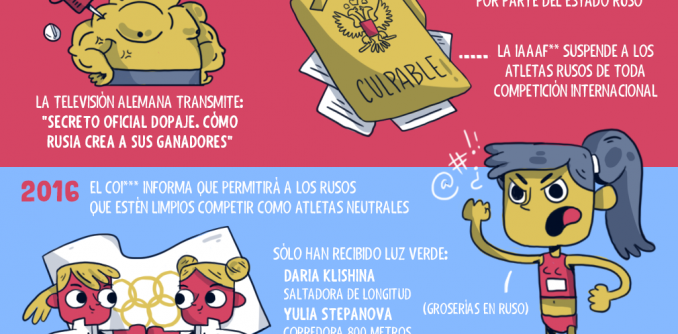 POR PARTE DEL ESTADO RUSO
LA IAAAF** SUSPENDE A LOS
ATLETAS RUSOS DE TODA
COMPETICIÓN INTERNACIONAL
CULPABLE!
LA TELEVISIÓN ALEMANA TRANSMITE:
"SECRETO OFICIAL DOPAJE. CÓMO
RUSIA CREA A SUS GANADORES"
2016 EL COI*** INFORMA QUE PERMITIRÁ A LOS RUSOS
QUE ESTÉN LIMPIOS COMPETIR COMO ATLETAS NEUTRALES
@#!!¿
SÓLO HAN RECIBIDO LUZ VERDE:
DARIA KLISHINA
SALTADORA DE LONGITUD
YULIA STEPANOVA
CORREDORA 800 METROS
(GROSERÍAS EN RUSO)